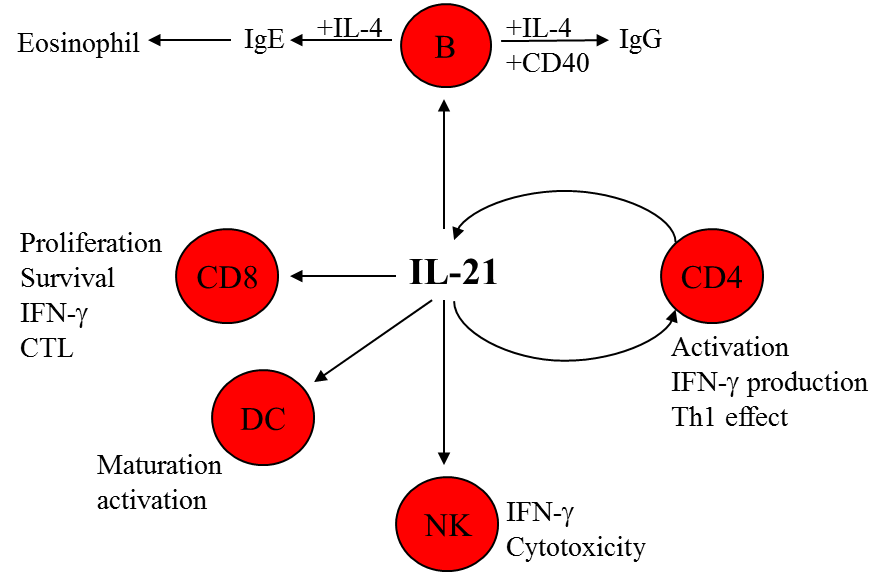 Eosinophil
IgE
+IL-4
B
+IL-4
+CD40
IgG
Proliferation
Survival
IFN-γ
CTL
CD8
IL-21
CD4
Activation
IFN-γ production
Th1 effect
DC
Maturation
activation
NK
IFN-γ
Cytotoxicity